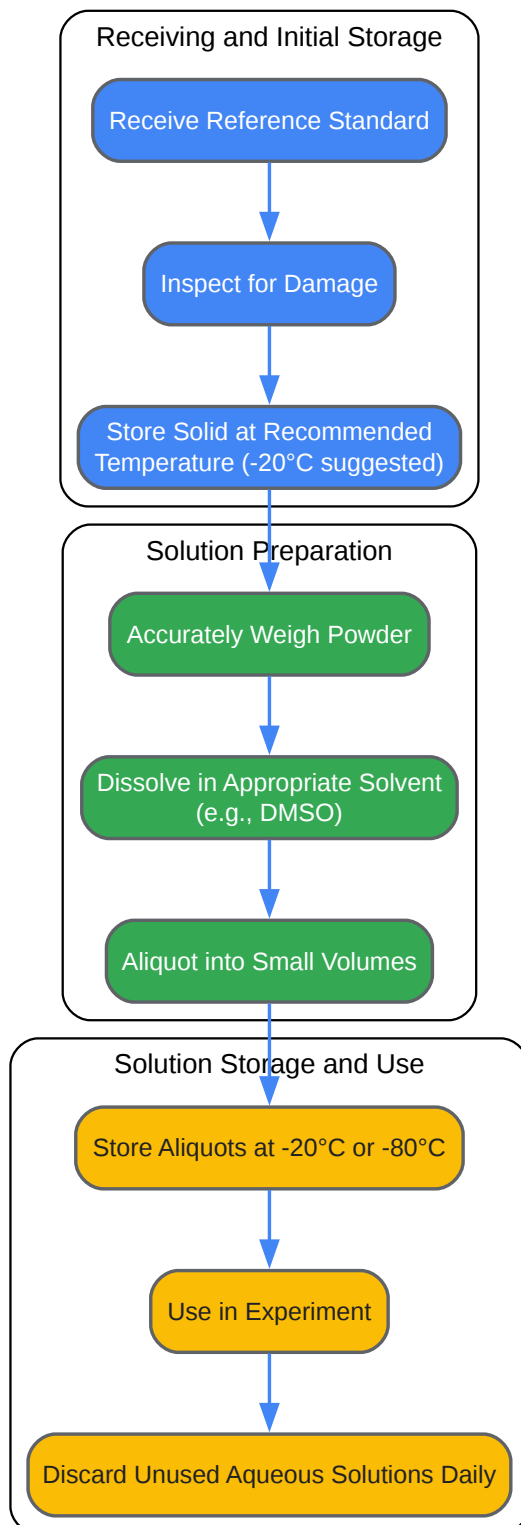 Receiving and Initial Storage
Receive Reference Standard
Inspect for Damage
Store Solid at Recommended
Temperature (-20°C suggested)
Solution Preparation
Accurately Weigh Powder
Dissolve in Appropriate Solvent
(e.g., DMSO)
Aliquot into Small Volumes
Solution Storage and Use
Store Aliquots at -20°C or -80°C
Use in Experiment
Discard Unused Aqueous Solutions Daily